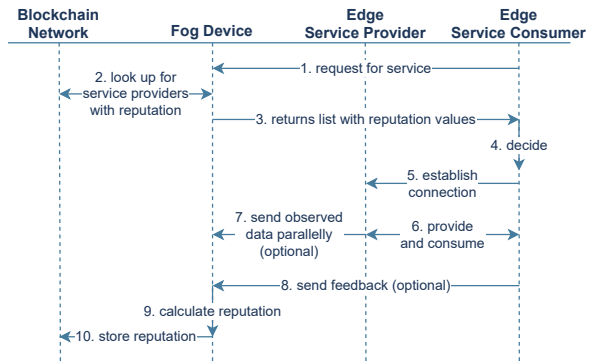 Blockchain
Network
Fog Device
Edge
Service Provider
Edge
Service Consumer
1. request for service
2. look up for
service providers
with reputation
3. returns list with reputation values
4. decide
5. establish
connection
6. provide
and consume
7. send observed
data parallelly
(optional)
8. send feedback (optional)
9. calculate reputation
10. store reputation